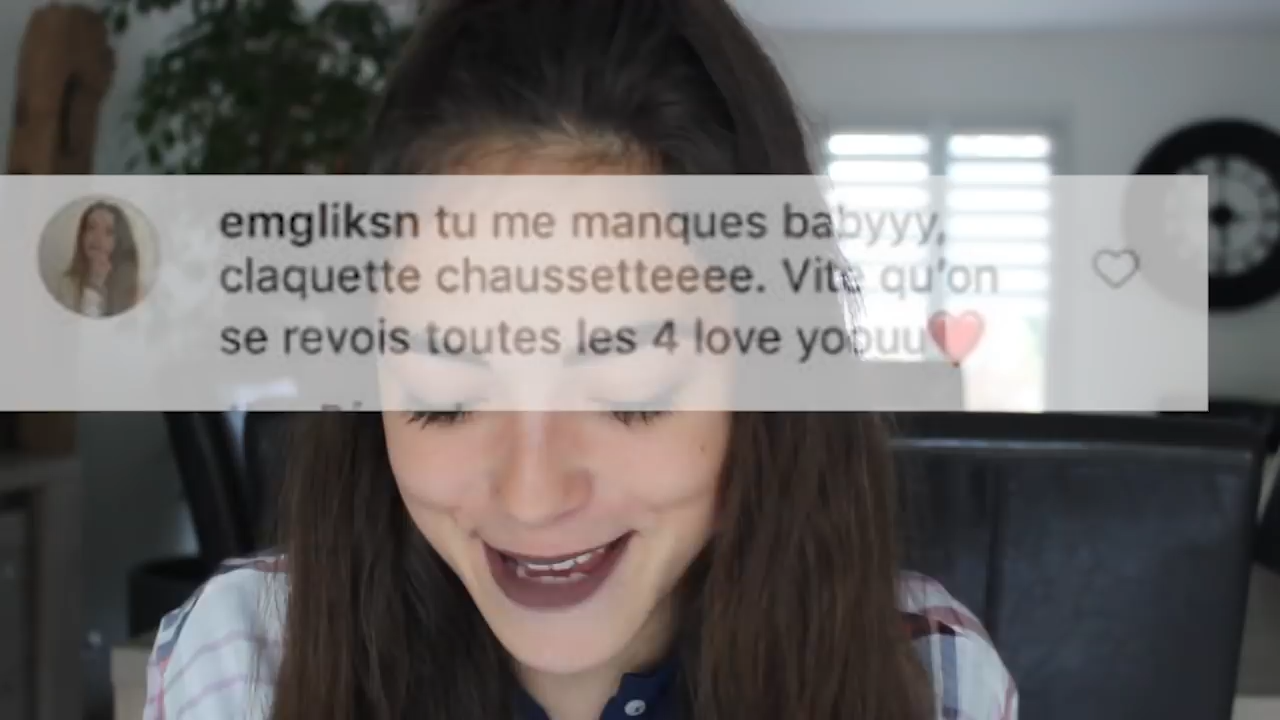 emgliksn tu me manques babyyy,
claquette chaussetteeee. Vite qu'on
se revois toutes les 4 love yoouu❤️